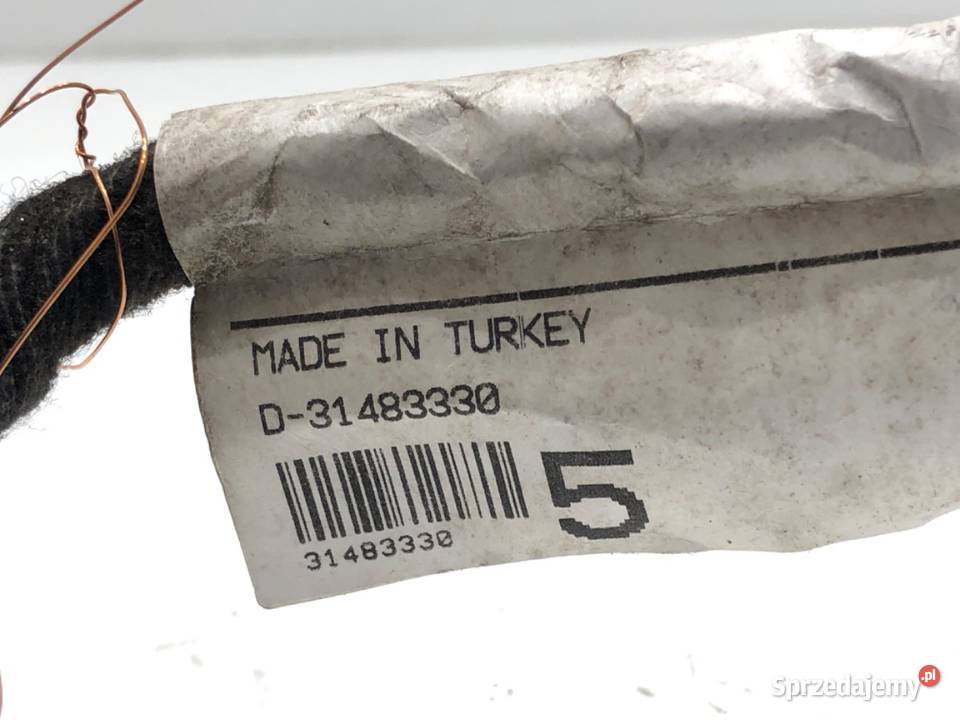 MADE IN TURKEY
D-31483330
5
31483330
Sprzedajemy.pl